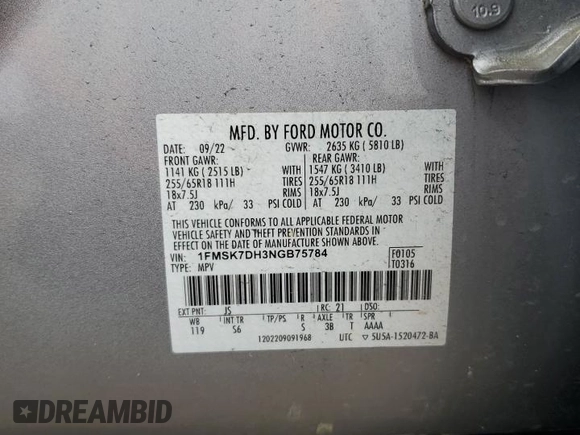 10.9
MFD. BY FORD MOTOR CO.
DATE: 09/22 GVWR: 2635 KG ( 5810 LB)
FRONT GAWR: REAR GAWR:
1141 KG ( 2515 LB) 1547 KG ( 3410 LB)
255/65R18 111H TIRES 255/65R18 111H TIRES
18x7.5J RIMS 18x7.5J RIMS
AT 230 kPa/ 33 PSI COLD AT 230 kPa/ 33 PSI COLD
THIS VEHICLE CONFORMS TO ALL APPLICABLE FEDERAL MOTOR
VEHICLE SAFETY AND THEFT PREVENTION STANDARDS IN
EFFECT ON THE DATE OF MANUFACTURE SHOWN ABOVE.
VIN: 1FMSK7DH3NGB75784 F0105
TYPE: MPV T0316
EXT PNT: JS RC: 21 DSO:
WB INT TR TP/PS R AXLE TR SPR
119 S6 S 3B T AAAA
1202209091968 UTC ▽ 5U5A-1520472-BA
DREAMBID